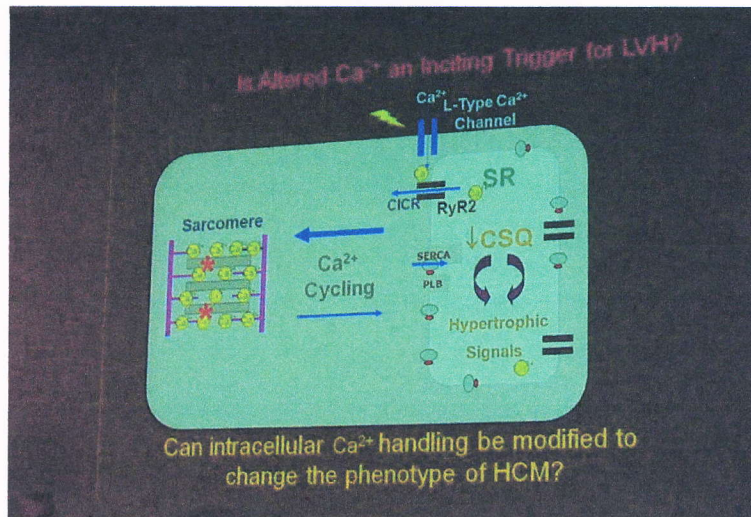 Is Altered Ca²⁺ an Inciting Trigger for LVH?
Ca²⁺
L-Type Ca²⁺
Channel
SR
CICR
RyR2
Sarcomere
↓CSQ
SERCA
Ca²⁺
Cycling
PLB
Hypertrophic
Signals
Can intracellular Ca²⁺ handling be modified to
change the phenotype of HCM?